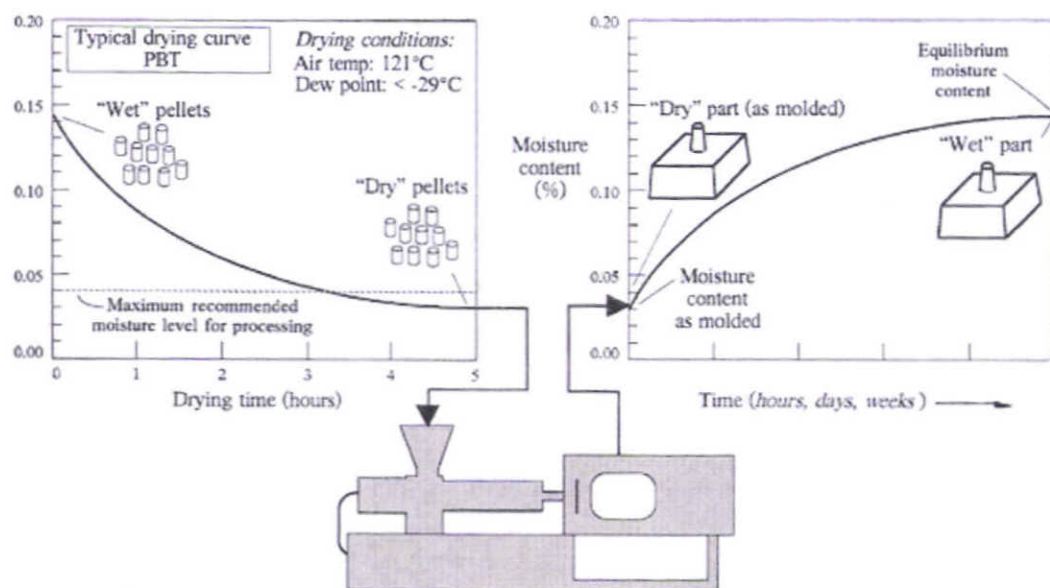 0.20
0.15
0.10
0.05
0.00
Typical drying curve
PBT
Drying conditions:
Air temp: 121°C
Dew point: < -29°C
"Wet" pellets
"Dry" pellets
Maximum recommended
moisture level for processing
0
1
2
3
4
5
Drying time (hours)
Moisture
content
(%)
0.20
0.15
0.10
0.05
0.00
Equilibrium
moisture
content
"Dry" part (as molded)
"Wet" part
Moisture
content
as molded
Time (hours, days, weeks)